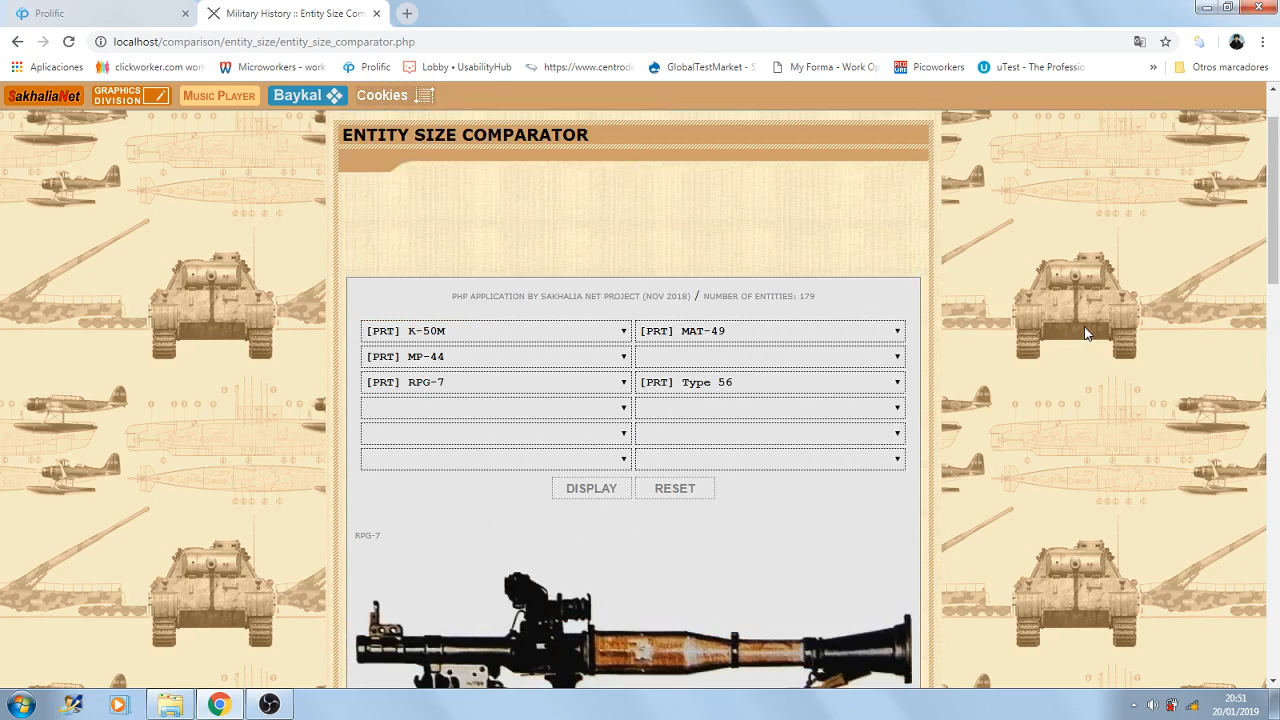 Prolific
Military History :: Entity Size Com
localhost/comparison/entity_size/entity_size_comparator.php
Aplicaciones
clickworker.com work
Microworkers - work
Prolific
Lobby • UsabilityHub
https://www.centrode
GlobalTestMarket - S
My Forma - Work Op
PICO
Picoworkers
uTest - The Professio
Otros marcadores
SakhaliaNet
GRAPHICS
DIVISION
MUSIC PLAYER
Baykal
Cookies
ENTITY SIZE COMPARATOR
PHP APPLICATION BY SAKHALIA NET PROJECT (NOV 2018) / NUMBER OF ENTITIES: 179
[PRT] K-50M
[PRT] MAT-49
[PRT] MP-44
[PRT] RPG-7
[PRT] Type 56
DISPLAY
RESET
RPG-7
20:51
20/01/2019